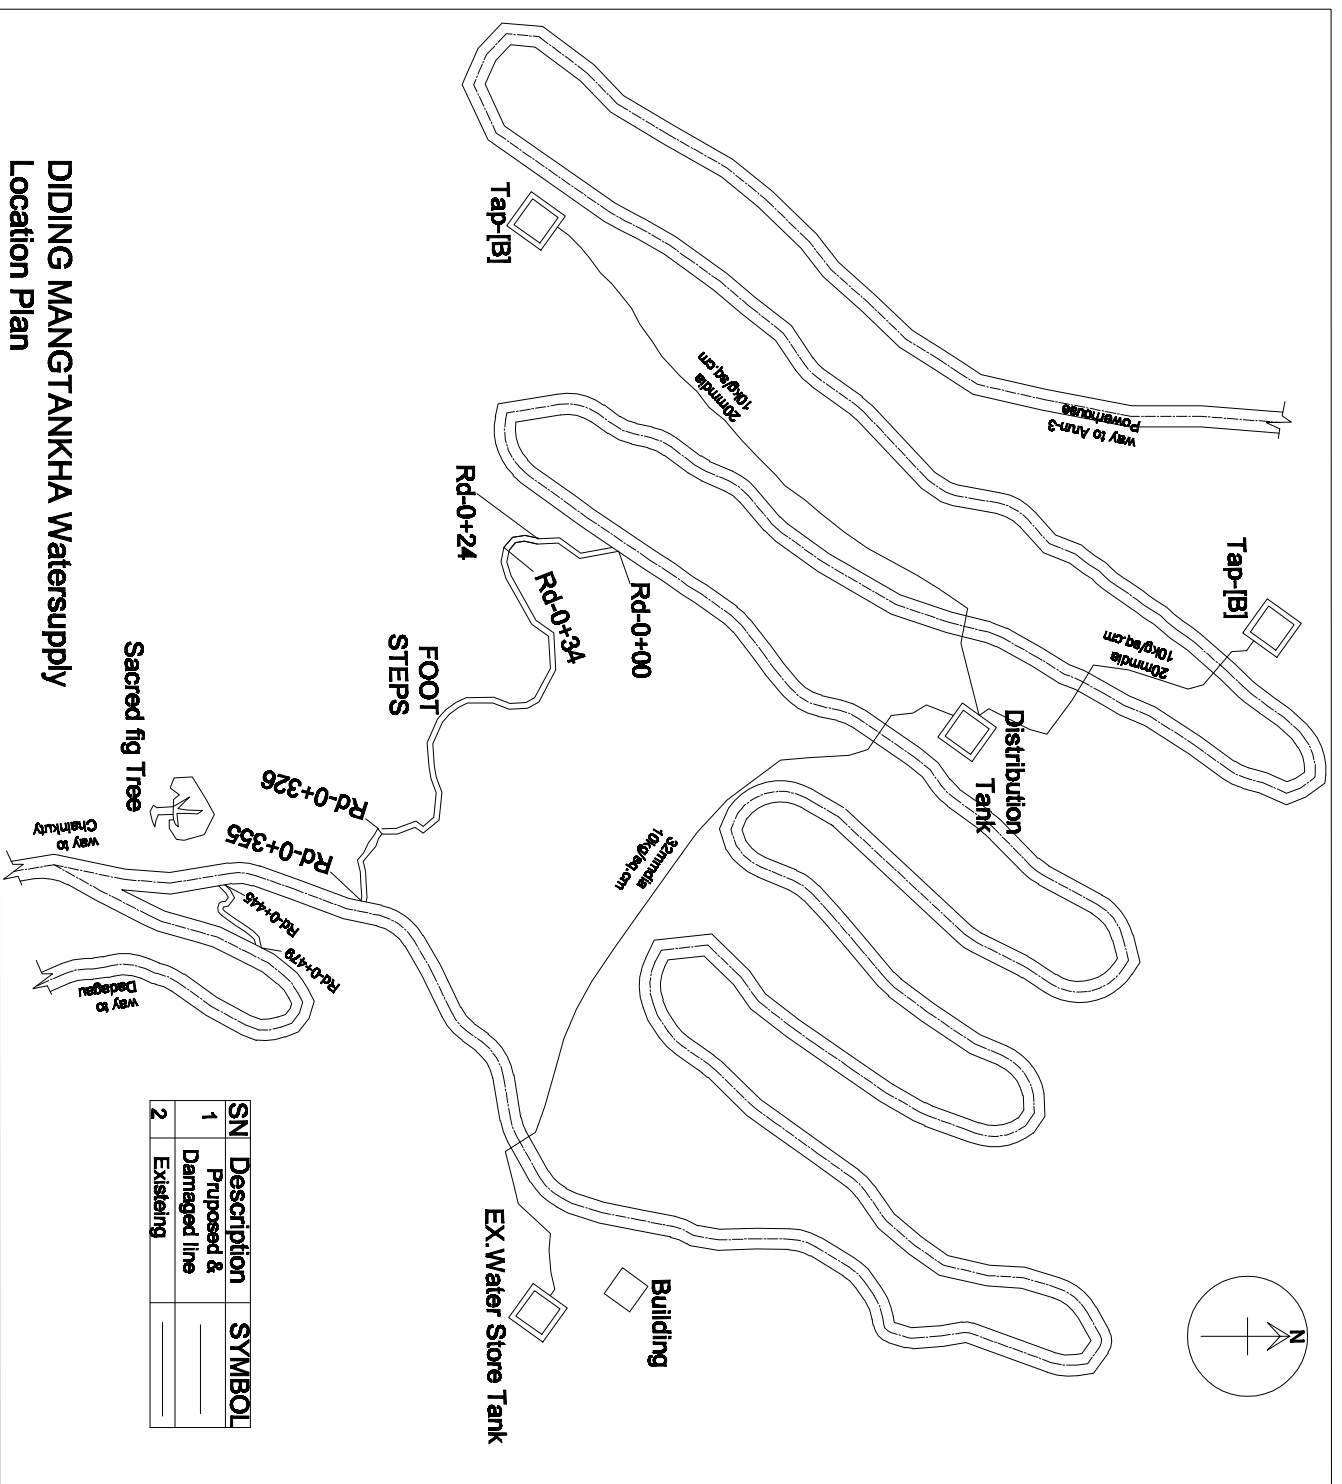 DIDING MANGTANKHA Watersupply
Location Plan
N
way to Arun-3
Powerhouse
Tap-[B]
Tap-[B]
20mmdia
10kg/sq.cm
20mmdia
10kg/sq.cm
Distribution
Tank
Rd-0+00
Rd-0+24
Rd-0+34
FOOT
STEPS
32mmdia
10kg/sq.cm
Rd-0+326
Rd-0+355
Sacred fig Tree
way to
Chainkuty
Rd-0+445
Rd-0+479
way to
Dadagau
Building
EX.Water Store Tank
SN Description SYMBOL
1 Pruposed &
Damaged line
2 Existeing